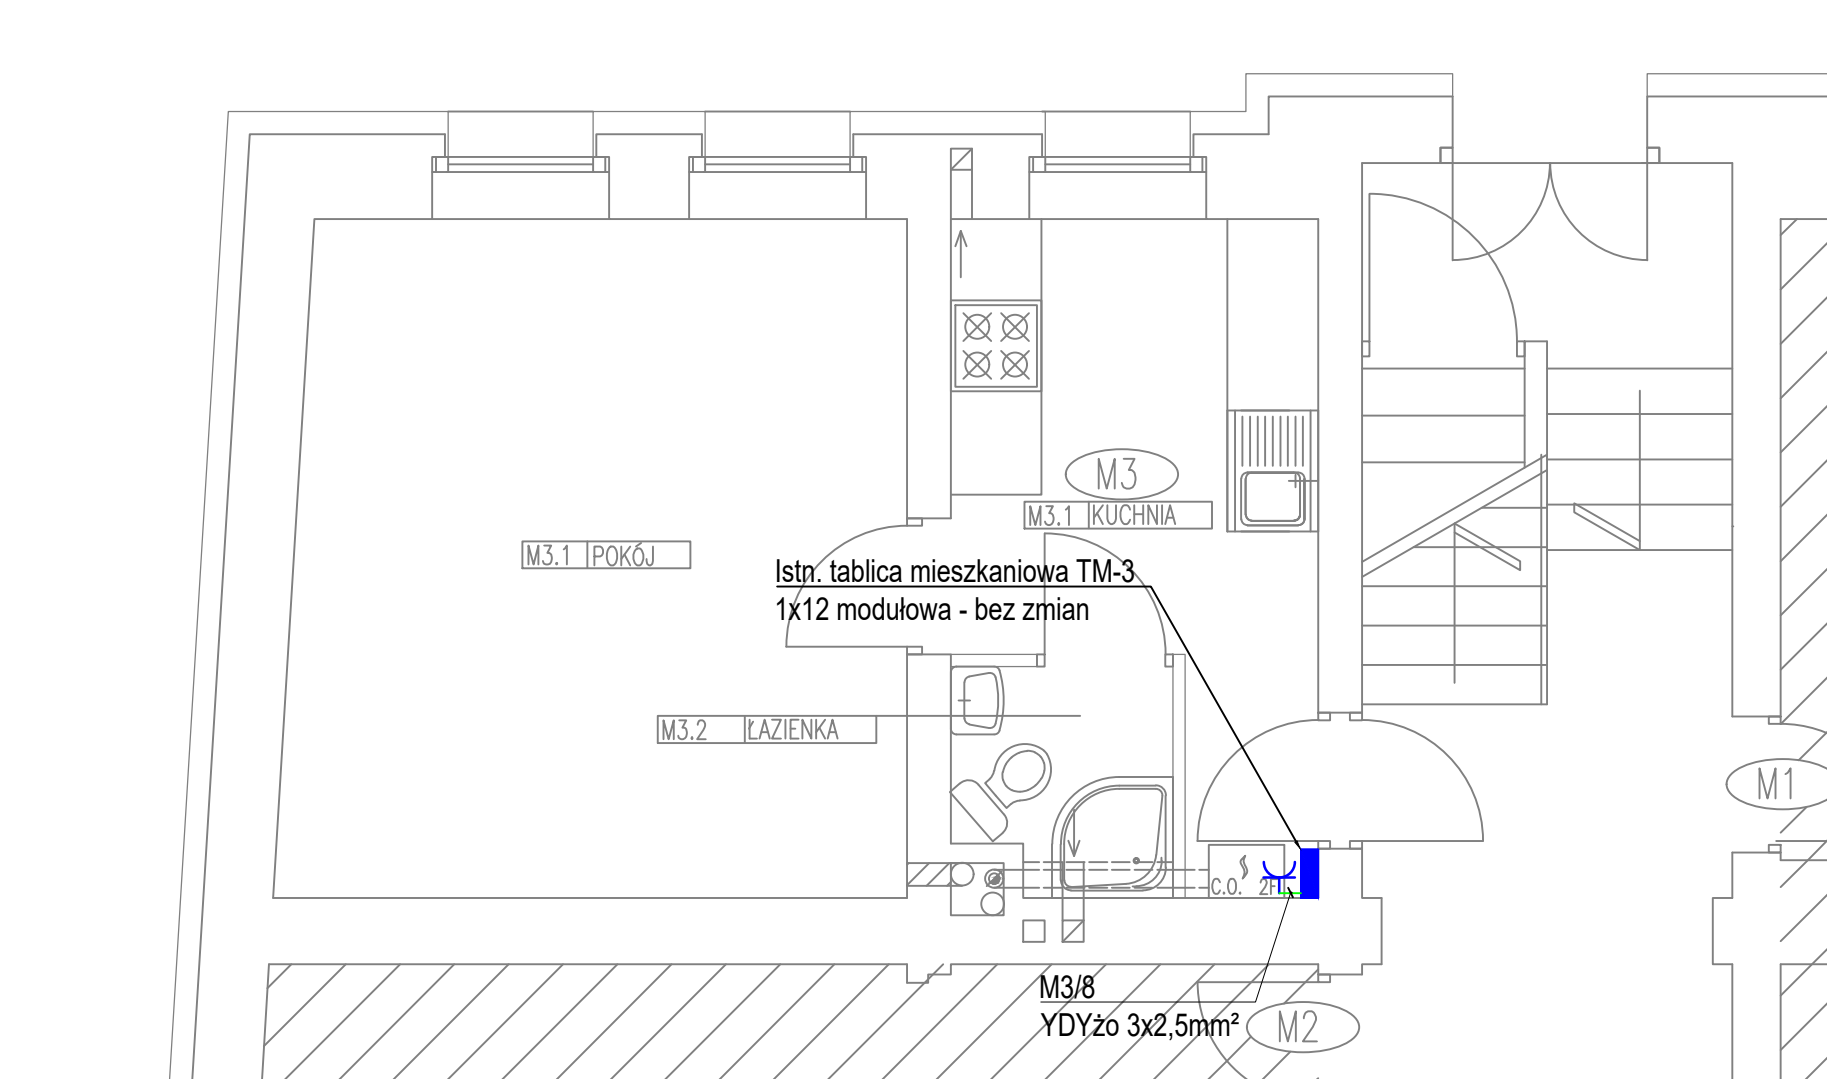 M3
M3.1 KUCHNIA
M3.1 POKÓJ
Istn. tablica mieszkaniowa TM-3
1x12 modułowa - bez zmian
M3.2 ŁAZIENKA
M1
C.O. 2F
M3/8
YDYżo 3x2,5mm²
M2